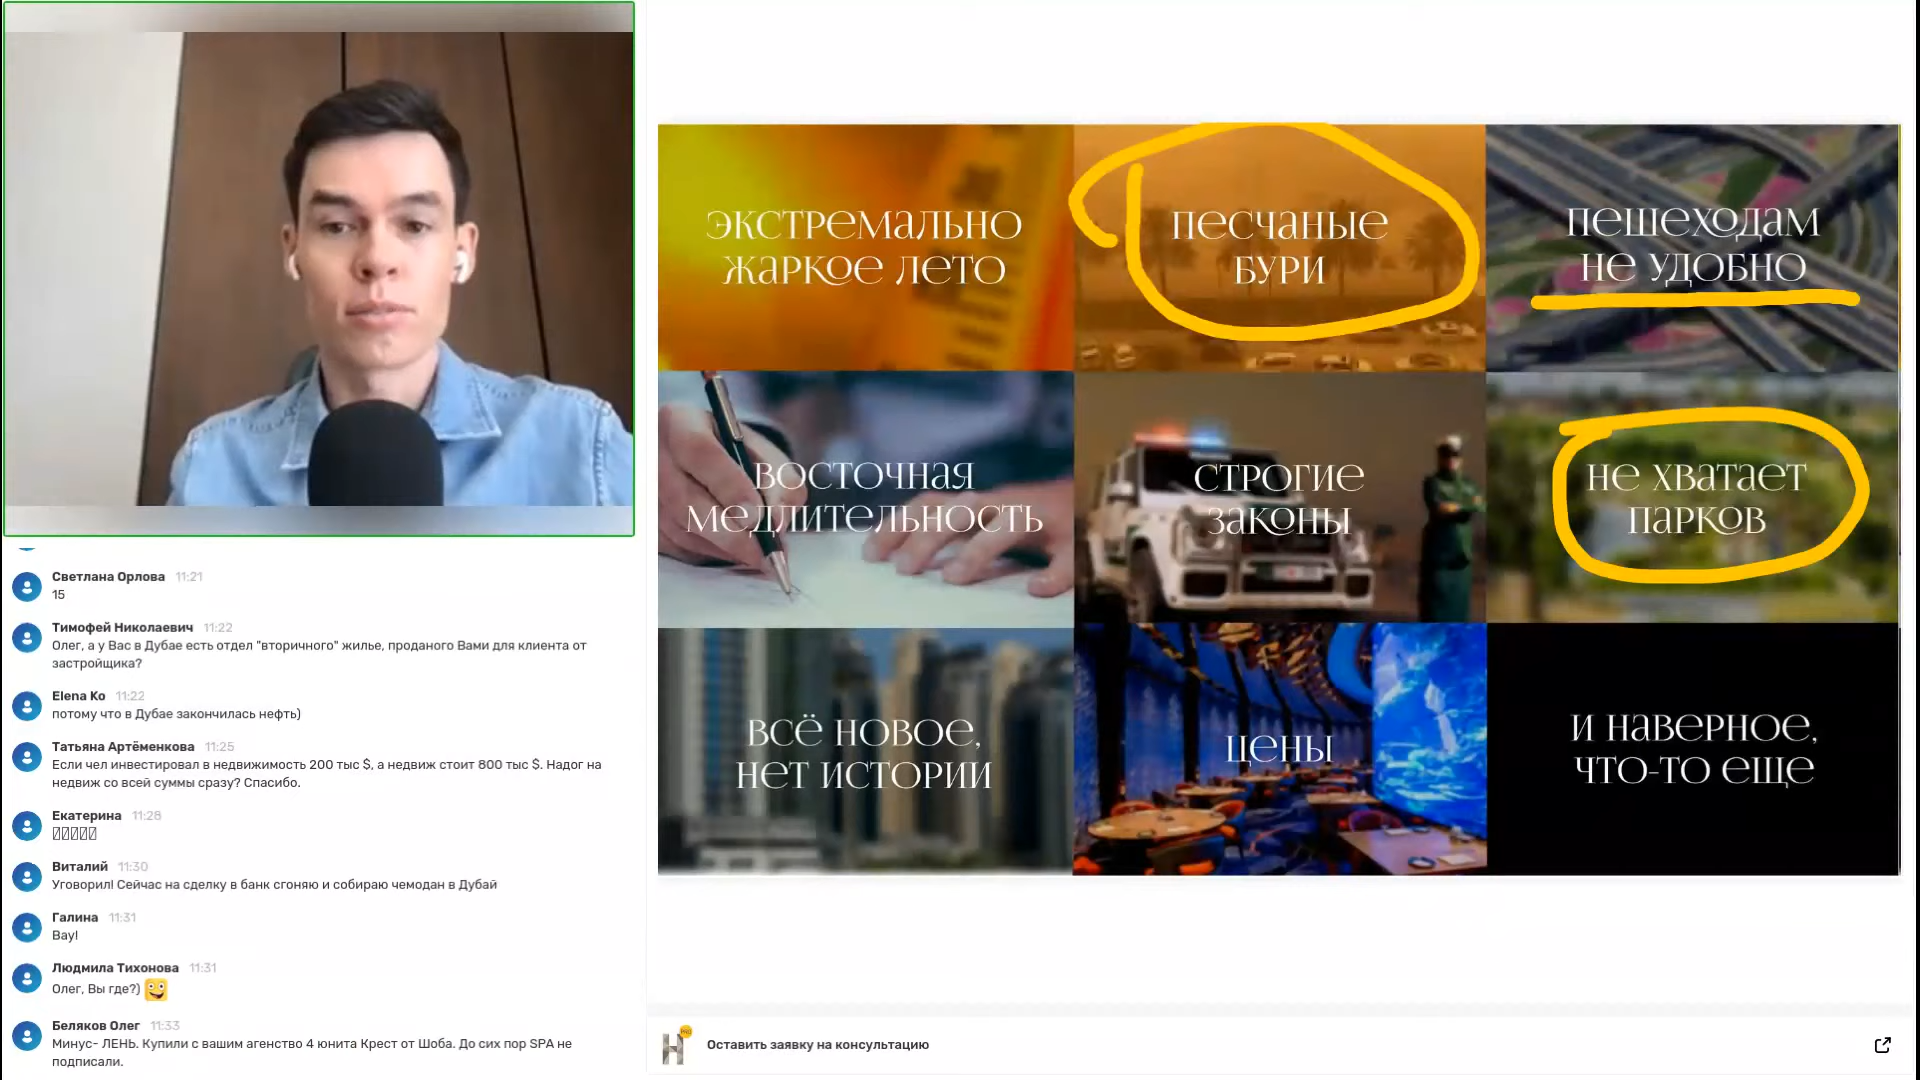 ЭКСТРЕМАЛЬНО
ЖАРКОЕ ЛЕТО
ПЕСЧАНЫЕ
БУРИ
ПЕШЕХОДАМ
НЕ УДОБНО
ВОСТОЧНАЯ
МЕДЛИТЕЛЬНОСТЬ
СТРОГИЕ
ЗАКОНЫ
НЕ ХВАТАЕТ
ПАРКОВ
ВСЁ НОВОЕ,
НЕТ ИСТОРИИ
ЦЕНЫ
И НАВЕРНОЕ,
ЧТО-ТО ЕЩЕ
Светлана Орлова 11:21
15
Тимофей Николаевич 11:22
Олег, а у Вас в Дубае есть отдел "вторичного" жилье, проданого Вами для клиента от
застройщика?
Elena Ko 11:22
потому что в Дубае закончилась нефть)
Татьяна Артёменкова 11:25
Если чел инвестировал в недвижимость 200 тыс $, а недвиж стоит 800 тыс $. Надог на
недвиж со всей суммы сразу? Спасибо.
Екатерина 11:28
Виталий 11:30
Уговорил! Сейчас на сделку в банк сгоняю и собираю чемодан в Дубай
Галина 11:31
Вау!
Людмила Тихонова 11:31
Олег, Вы где?)
Беляков Олег 11:33
Минус- ЛЕНЬ. Купили с вашим агенство 4 юнита Крест от Шоба. До сих пор SPA не
подписали.
H
Оставить заявку на консультацию